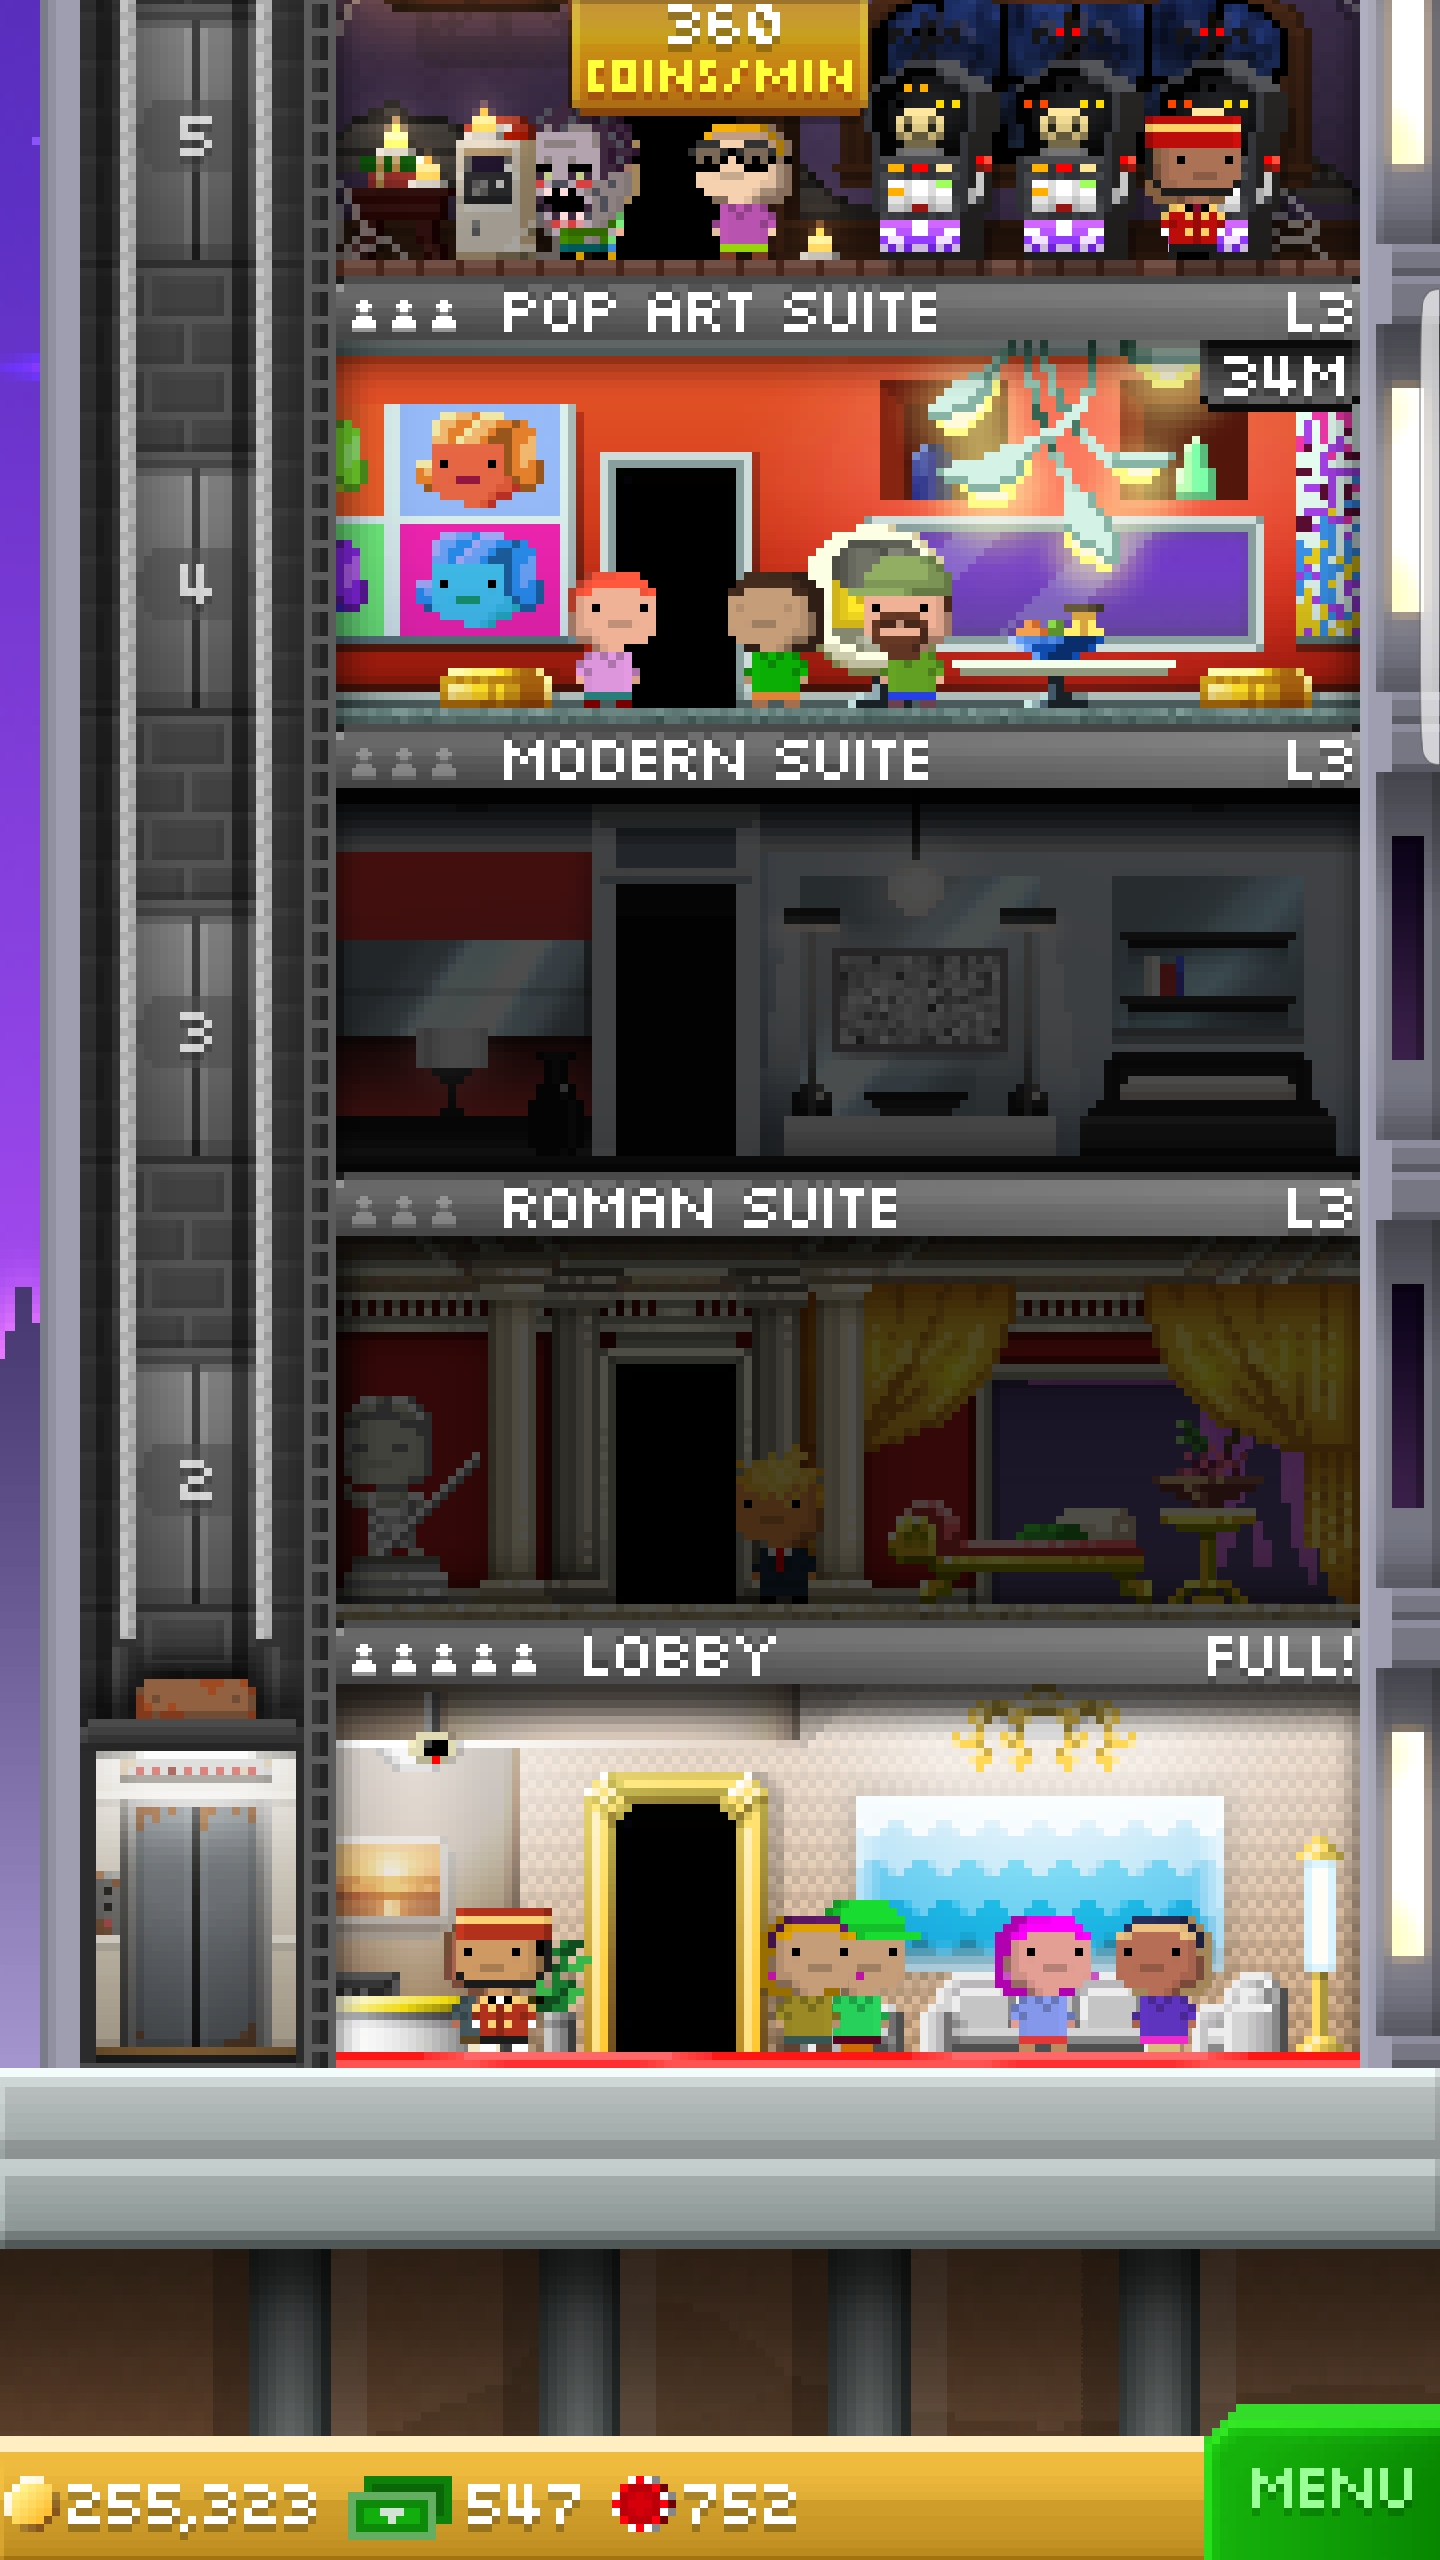 360
COINS/MIN
5
POP ART SUITE L3
34M
4
MODERN SUITE L3
3
ROMAN SUITE L3
2
LOBBY FULL!
255,323 547 752
MENU